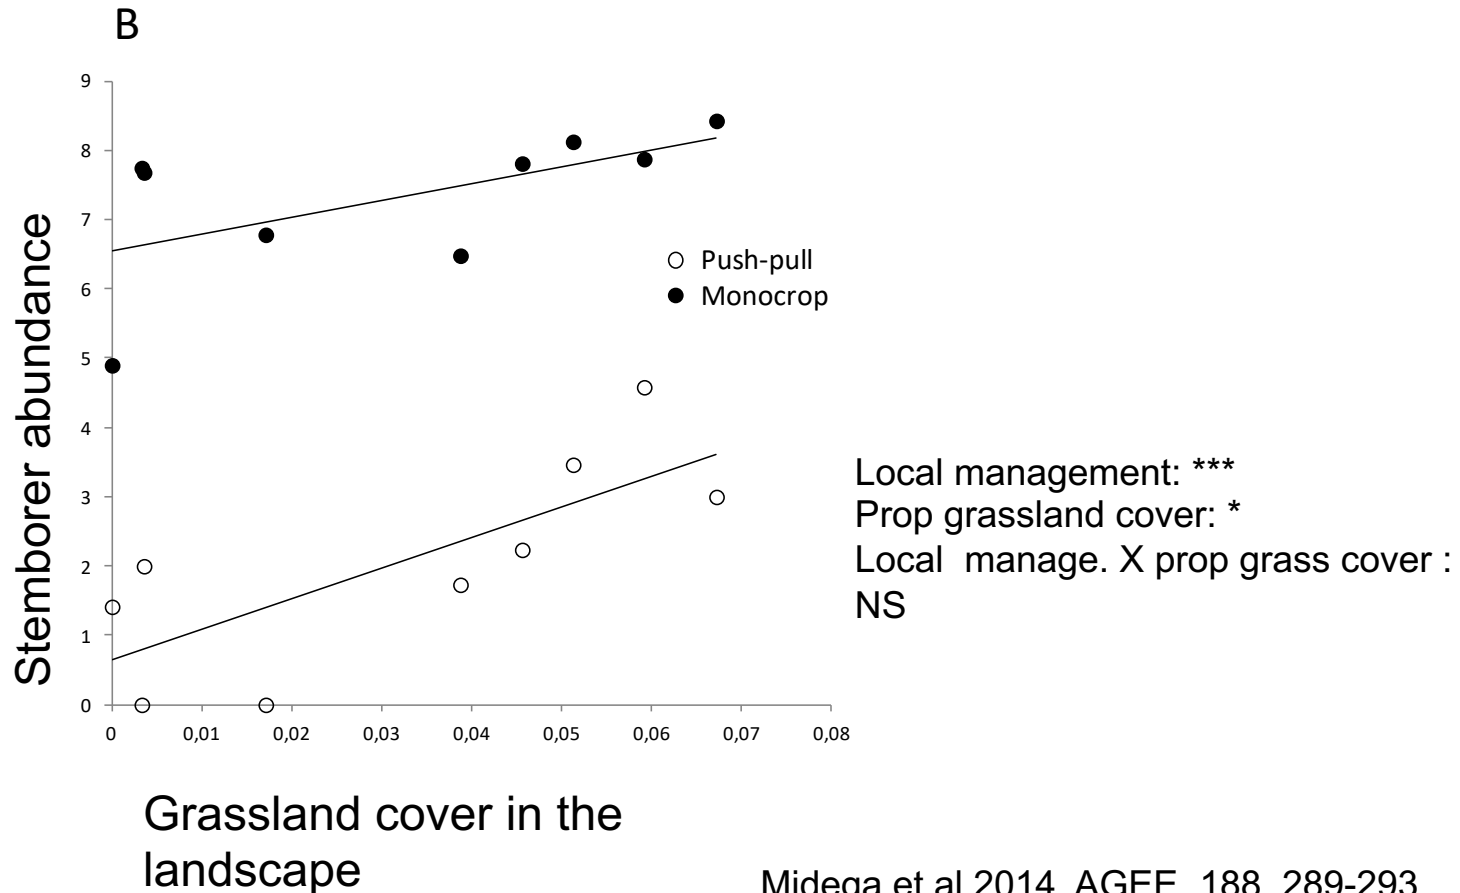 B
9
8
7
6
5
4
3
2
1
0
Stemborer abundance
Push-pull
Monocrop
0 0,01 0,02 0,03 0,04 0,05 0,06 0,07 0,08
Grassland cover in the
landscape
Local management: ***
Prop grassland cover: *
Local manage. X prop grass cover :
NS
Midega et al 2014, AGEE, 188, 289-293